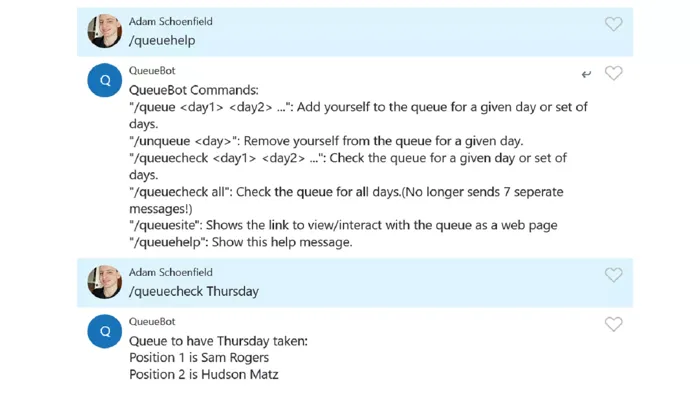 Adam Schoenfield
/queuehelp
Q
QueueBot
QueueBot Commands:
"/queue <day1> <day2> ...": Add yourself to the queue for a given day or set of
days.
"/unqueue <day>": Remove yourself from the queue for a given day.
"/queuecheck <day1> <day2> ...": Check the queue for a given day or set of
days.
"/queuecheck all": Check the queue for all days.(No longer sends 7 seperate
messages!)
"/queuesite": Shows the link to view/interact with the queue as a web page
"/queuehelp": Show this help message.
Adam Schoenfield
/queuecheck Thursday
Q
QueueBot
Queue to have Thursday taken:
Position 1 is Sam Rogers
Position 2 is Hudson Matz